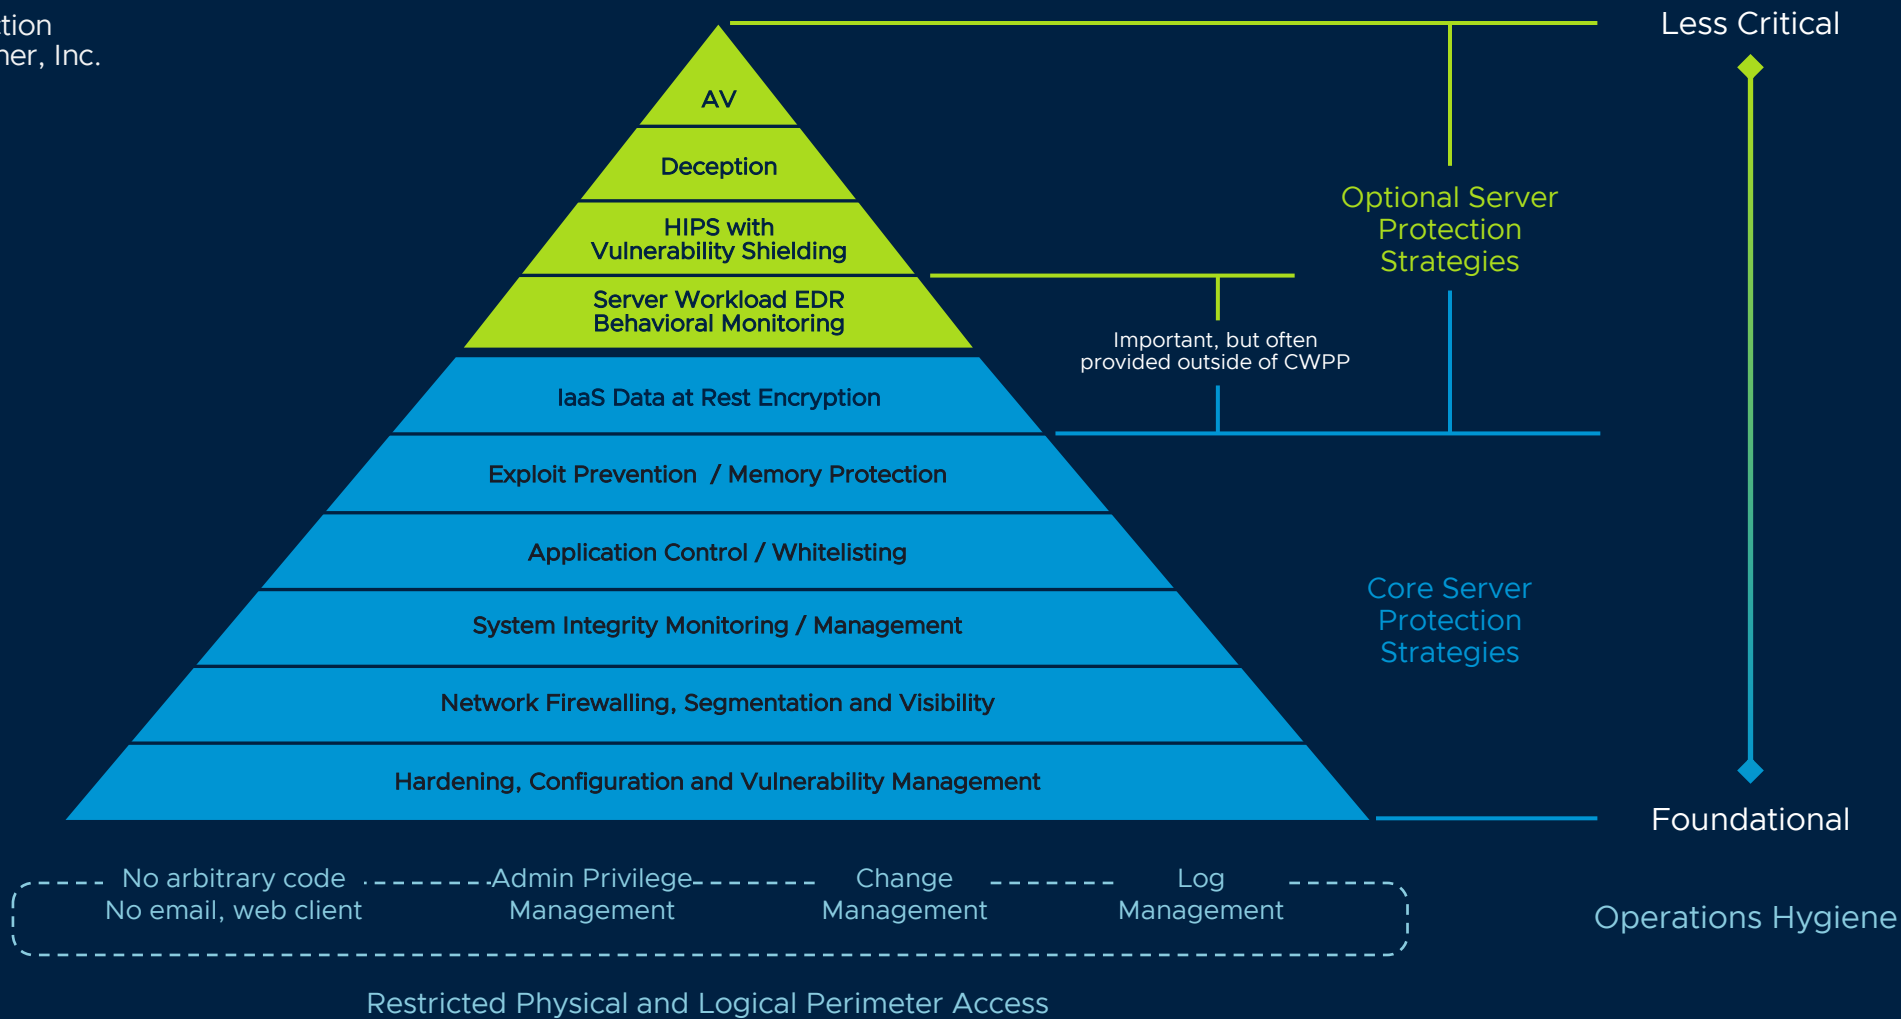 Inc.
Less Critical
AV
Deception
HIPS with
Vulnerability Shielding
Server Workload EDR
Behavioral Monitoring
Optional Server
Protection
Strategies
Important, but often
provided outside of CWPP
IaaS Data at Rest Encryption
Exploit Prevention / Memory Protection
Application Control / Whitelisting
System Integrity Monitoring / Management
Network Firewalling, Segmentation and Visibility
Hardening, Configuration and Vulnerability Management
Core Server
Protection
Strategies
Foundational
No arbitrary code
No email, web client
Admin Privilege
Management
Change
Management
Log
Management
Operations Hygiene
Restricted Physical and Logical Perimeter Access